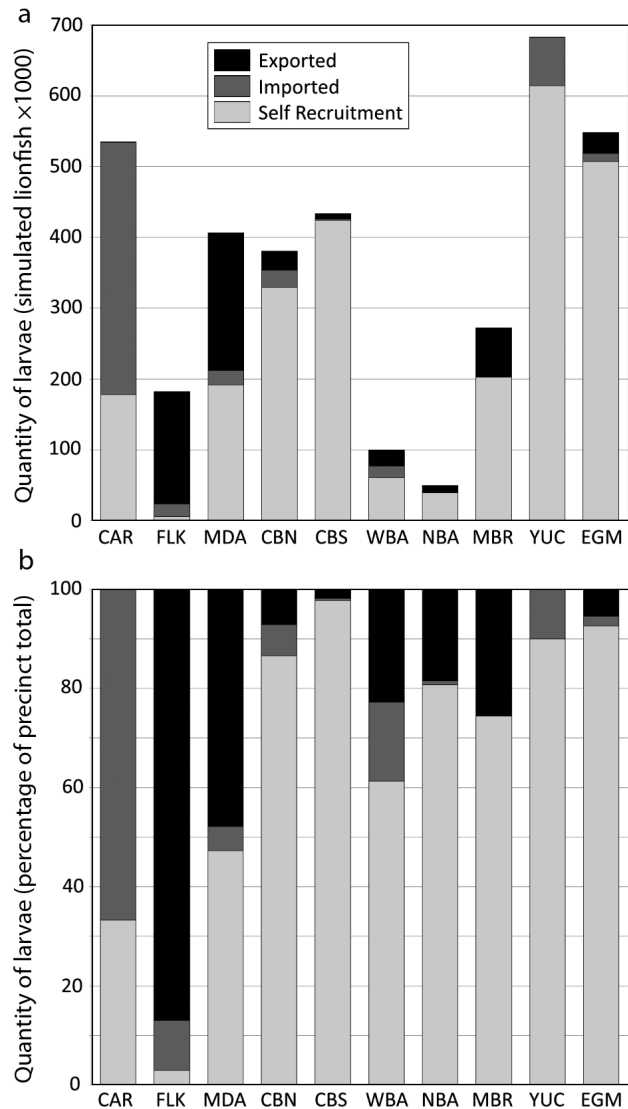 a
Quantity of larvae (simulated lionfish ×1000)
700
600
500
400
300
200
100
0
Exported
Imported
Self Recruitment
CAR FLK MDA CBN CBS WBA NBA MBR YUC EGM
b
Quantity of larvae (percentage of precinct total)
100
80
60
40
20
0
CAR FLK MDA CBN CBS WBA NBA MBR YUC EGM